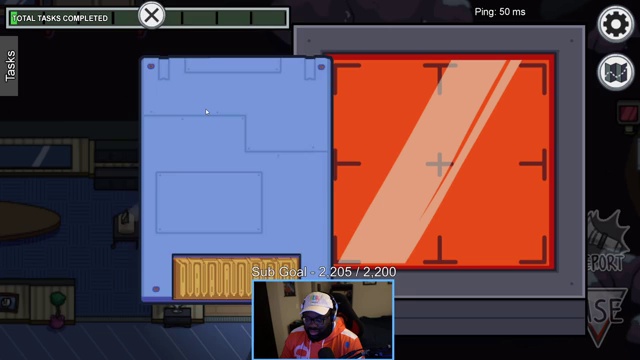 TOTAL TASKS COMPLETED
Ping: 50 ms
Tasks
Sub Goal - 2,205 / 2,200
REPORT